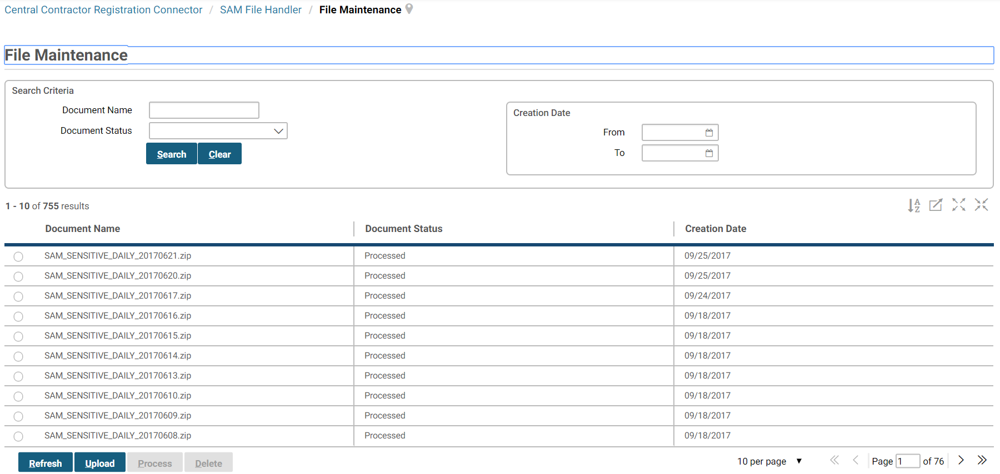 Central Contractor Registration Connector / SAM File Handler / File Maintenance
File Maintenance
Search Criteria
Document Name
Document Status
Search Clear
Creation Date
From
To
1 - 10 of 755 results
Document Name Document Status Creation Date
SAM_SENSITIVE_DAILY_20170621.zip Processed 09/25/2017
SAM_SENSITIVE_DAILY_20170620.zip Processed 09/25/2017
SAM_SENSITIVE_DAILY_20170617.zip Processed 09/24/2017
SAM_SENSITIVE_DAILY_20170616.zip Processed 09/18/2017
SAM_SENSITIVE_DAILY_20170615.zip Processed 09/18/2017
SAM_SENSITIVE_DAILY_20170614.zip Processed 09/18/2017
SAM_SENSITIVE_DAILY_20170613.zip Processed 09/18/2017
SAM_SENSITIVE_DAILY_20170610.zip Processed 09/18/2017
SAM_SENSITIVE_DAILY_20170609.zip Processed 09/18/2017
SAM_SENSITIVE_DAILY_20170608.zip Processed 09/18/2017
Refresh Upload Process Delete 10 per page Page 1 of 76